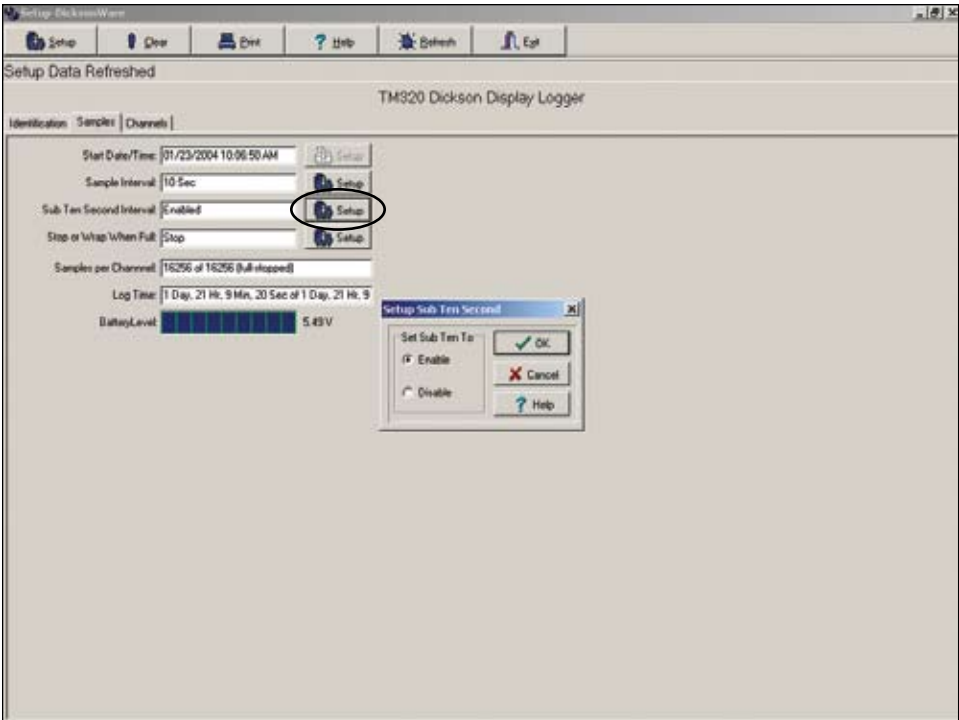 Setup DicksonWare
Setup Clear Print ? Help Refresh Exit
Setup Data Refreshed
TM320 Dickson Display Logger
Identification Samples Channels
Start Date/Time: 01/23/2004 10:06:50 AM Setup
Sample Interval: 10 Sec Setup
Sub Ten Second Interval: Enabled Setup
Stop or Wrap When Full: Stop Setup
Samples per Channel: 16256 of 16256 (full-stopped)
Log Time: 1 Day, 21 Hr, 9 Min, 20 Sec of 1 Day, 21 Hr, 9
BatteryLevel: 5.49 V
Setup Sub Ten Second
Set Sub Ten To
Enable
Disable
OK
Cancel
? Help